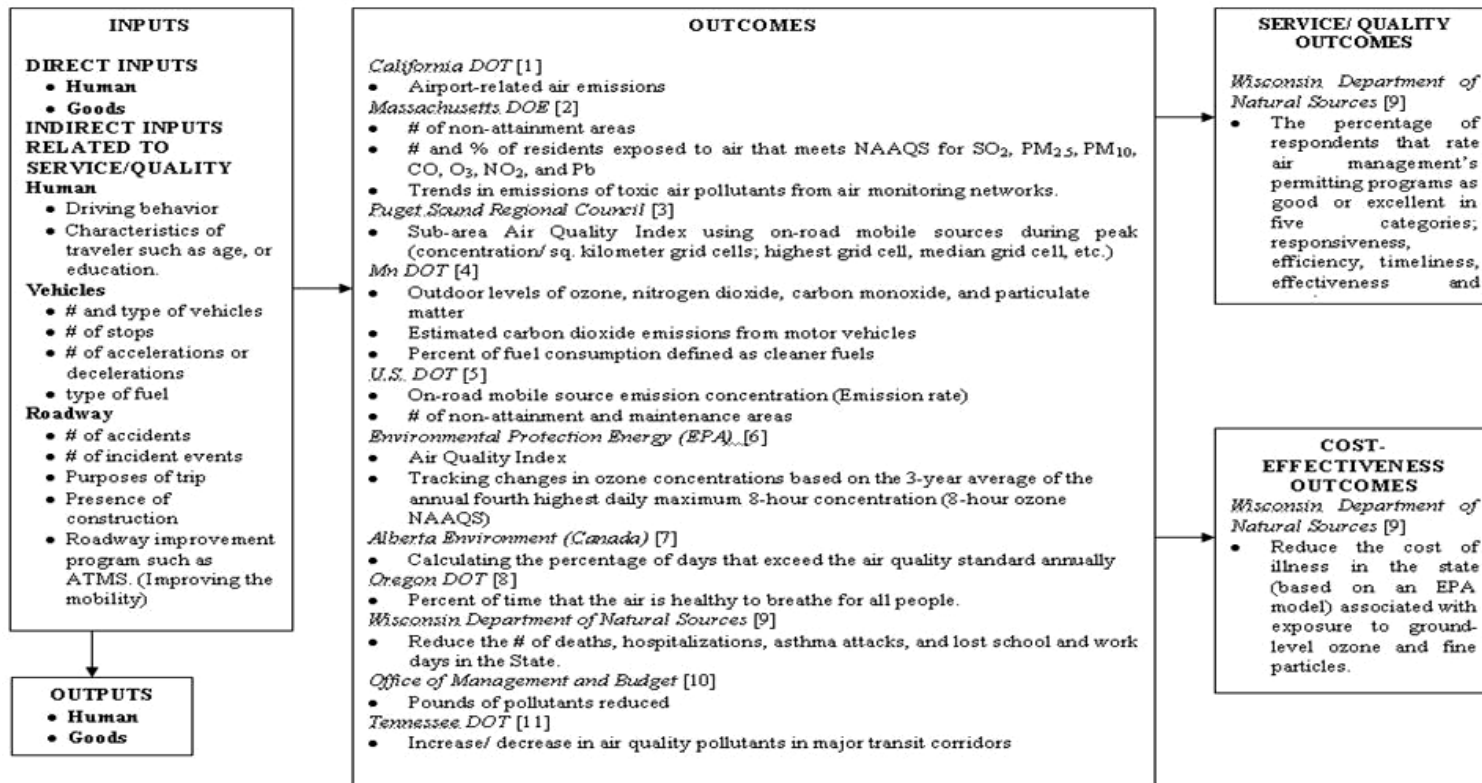 INPUTS
DIRECT INPUTS
• Human
• Goods
INDIRECT INPUTS
RELATED TO
SERVICE/QUALITY
Human
• Driving behavior
• Characteristics of
traveler such as age, or
education.
Vehicles
• # and type of vehicles
• # of stops
• # of accelerations or
decelerations
• type of fuel
Roadway
• # of accidents
• # of incident events
• Purposes of trip
• Presence of
construction
• Roadway improvement
program such as
ATMS. (Improving the
mobility)
OUTPUTS
• Human
• Goods
OUTCOMES
California DOT [1]
• Airport-related air emissions
Massachusetts DOE [2]
• # of non-attainment areas
• # and % of residents exposed to air that meets NAAQS for SO₂, PM₂.₅, PM₁₀,
CO, O₃, NO₂, and Pb
• Trends in emissions of toxic air pollutants from air monitoring networks.
Puget Sound Regional Council [3]
• Sub-area Air Quality Index using on-road mobile sources during peak
(concentration/ sq. kilometer grid cells; highest grid cell, median grid cell, etc.)
Mn DOT [4]
• Outdoor levels of ozone, nitrogen dioxide, carbon monoxide, and particulate
matter
• Estimated carbon dioxide emissions from motor vehicles
• Percent of fuel consumption defined as cleaner fuels
U.S. DOT [5]
• On-road mobile source emission concentration (Emission rate)
• # of non-attainment and maintenance areas
Environmental Protection Energy (EPA) [6]
• Air Quality Index
• Tracking changes in ozone concentrations based on the 3-year average of the
annual fourth highest daily maximum 8-hour concentration (8-hour ozone
NAAQS)
Alberta Environment (Canada) [7]
• Calculating the percentage of days that exceed the air quality standard annually
Oregon DOT [8]
• Percent of time that the air is healthy to breathe for all people.
Wisconsin Department of Natural Sources [9]
• Reduce the # of deaths, hospitalizations, asthma attacks, and lost school and work
days in the State.
Office of Management and Budget [10]
• Pounds of pollutants reduced
Tennessee DOT [11]
• Increase/ decrease in air quality pollutants in major transit corridors
SERVICE/ QUALITY
OUTCOMES
Wisconsin Department of
Natural Sources [9]
• The percentage of
respondents that rate
air management's
permitting programs as
good or excellent in
five categories;
responsiveness,
efficiency, timeliness,
effectiveness and
COST-
EFFECTIVENESS
OUTCOMES
Wisconsin Department of
Natural Sources [9]
• Reduce the cost of
illness in the state
(based on an EPA
model) associated with
exposure to ground-
level ozone and fine
particles.